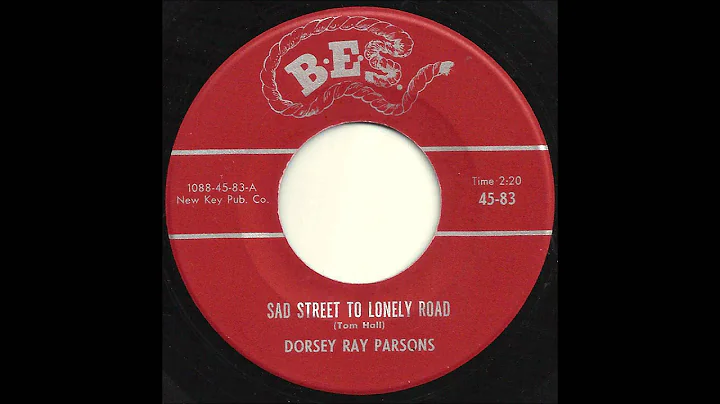 B.E.S.
1088-45-83-A
New Key Pub. Co.
Time 2:20
45-83
SAD STREET TO LONELY ROAD
(Tom Hall)
DORSEY RAY PARSONS